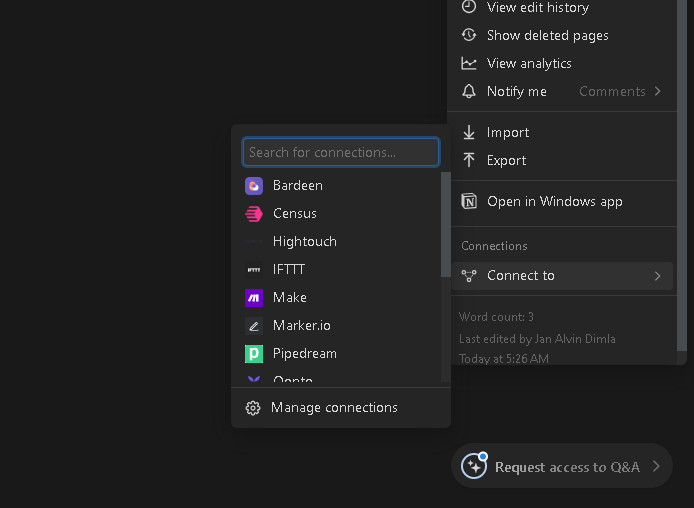 View edit history
Show deleted pages
View analytics
Notify me Comments
Import
Export
Open in Windows app
Connections
Connect to
Word count: 3
Last edited by Jan Alvin Dimla
Today at 5:26 AM
Search for connections...
Bardeen
Census
Hightouch
IFTTT
Make
Marker.io
Pipedream
Qonto
Manage connections
Request access to Q&A